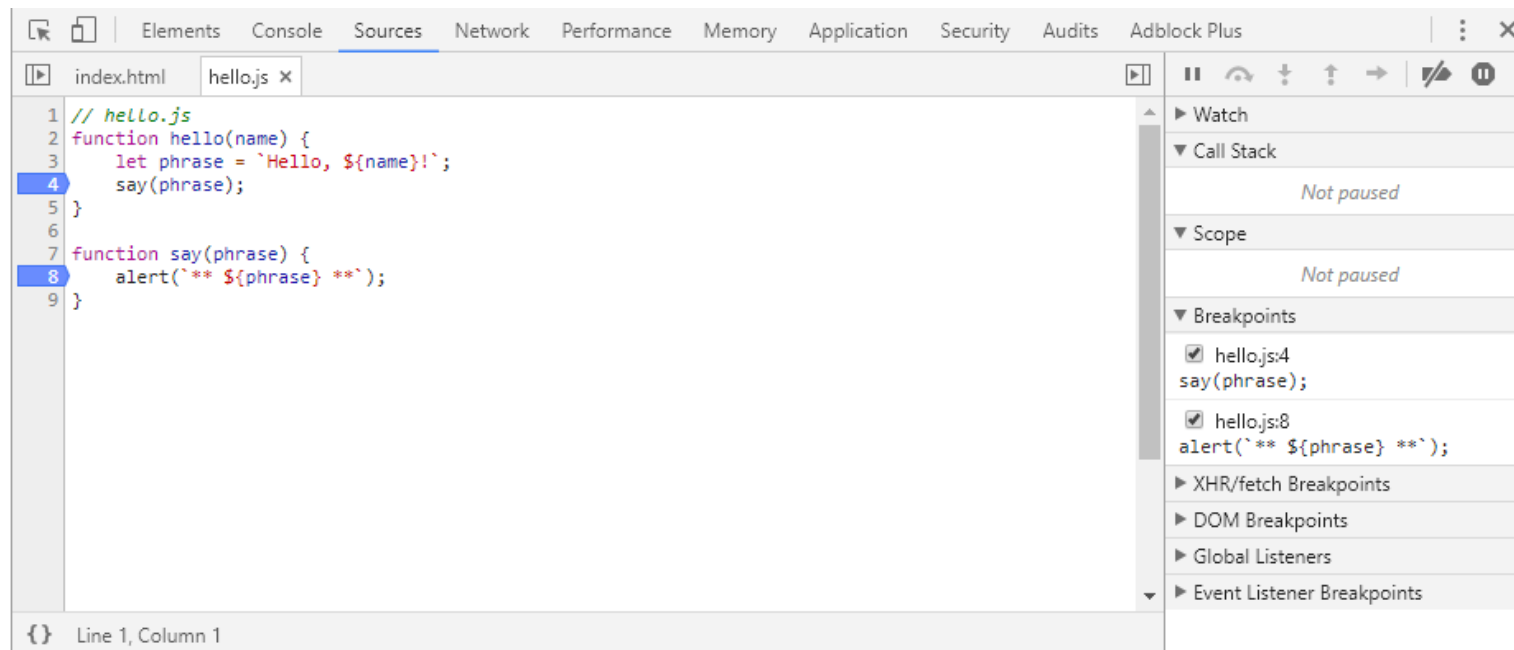 Elements Console Sources Network Performance Memory Application Security Audits Adblock Plus
index.html hello.js ×
1 // hello.js
2 function hello(name) {
3     let phrase = `Hello, ${name}!`;
4     say(phrase);
5 }
6
7 function say(phrase) {
8     alert(`** ${phrase} **`);
9 }
{} Line 1, Column 1
Watch
Call Stack
Not paused
Scope
Not paused
Breakpoints
hello.js:4
say(phrase);
hello.js:8
alert(`** ${phrase} **`);
XHR/fetch Breakpoints
DOM Breakpoints
Global Listeners
Event Listener Breakpoints